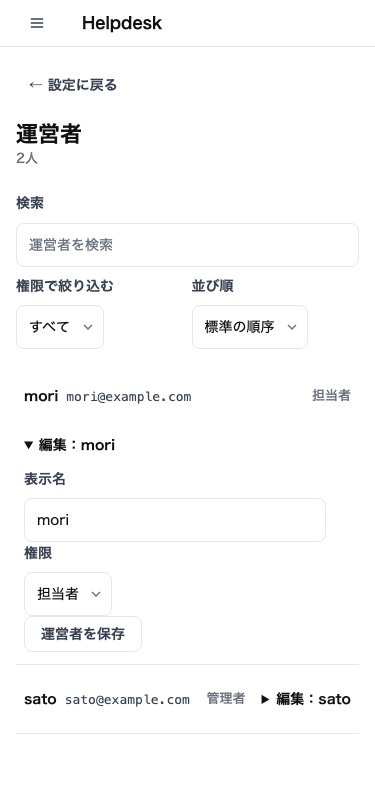 Helpdesk
← 設定に戻る
運営者
2人
検索
運営者を検索
権限で絞り込む 並び順
すべて 標準の順序
mori mori@example.com 担当者
▼ 編集：mori
表示名
mori
権限
担当者
運営者を保存
sato sato@example.com 管理者 ▶ 編集：sato